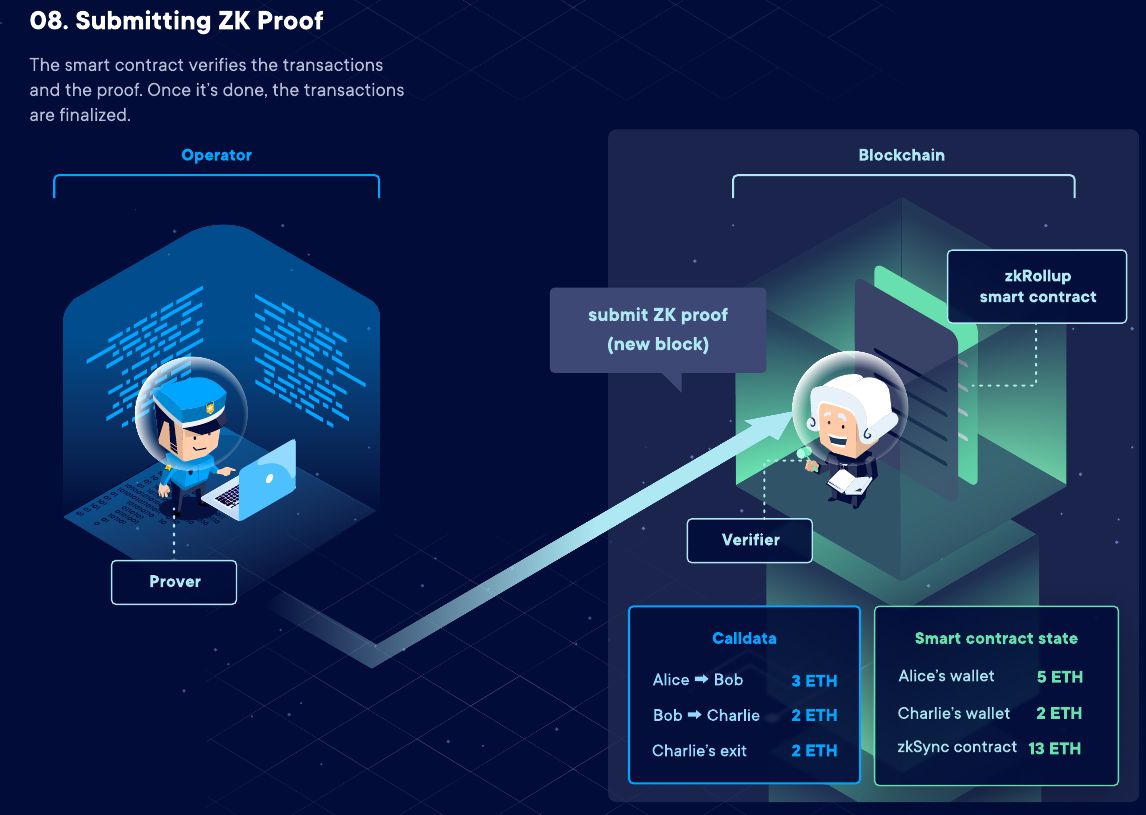 08. Submitting ZK Proof
The smart contract verifies the transactions
and the proof. Once it's done, the transactions
are finalized.
Operator
Blockchain
zkRollup
smart contract
submit ZK proof
(new block)
Verifier
Prover
Calldata
Alice ➡ Bob 3 ETH
Bob ➡ Charlie 2 ETH
Charlie's exit 2 ETH
Smart contract state
Alice's wallet 5 ETH
Charlie's wallet 2 ETH
zkSync contract 13 ETH